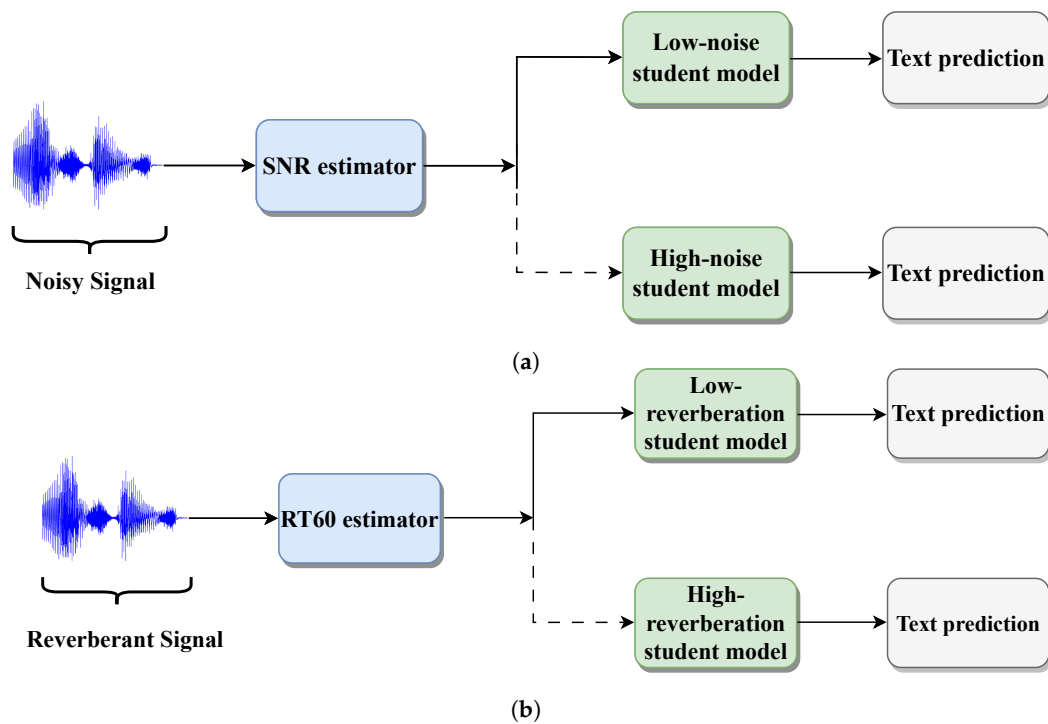 Low-noise
student model
Text prediction
SNR estimator
Noisy Signal
High-noise
student model
Text prediction
(a)
Low-
reverberation
student model
Text prediction
RT60 estimator
Reverberant Signal
High-
reverberation
student model
Text prediction
(b)